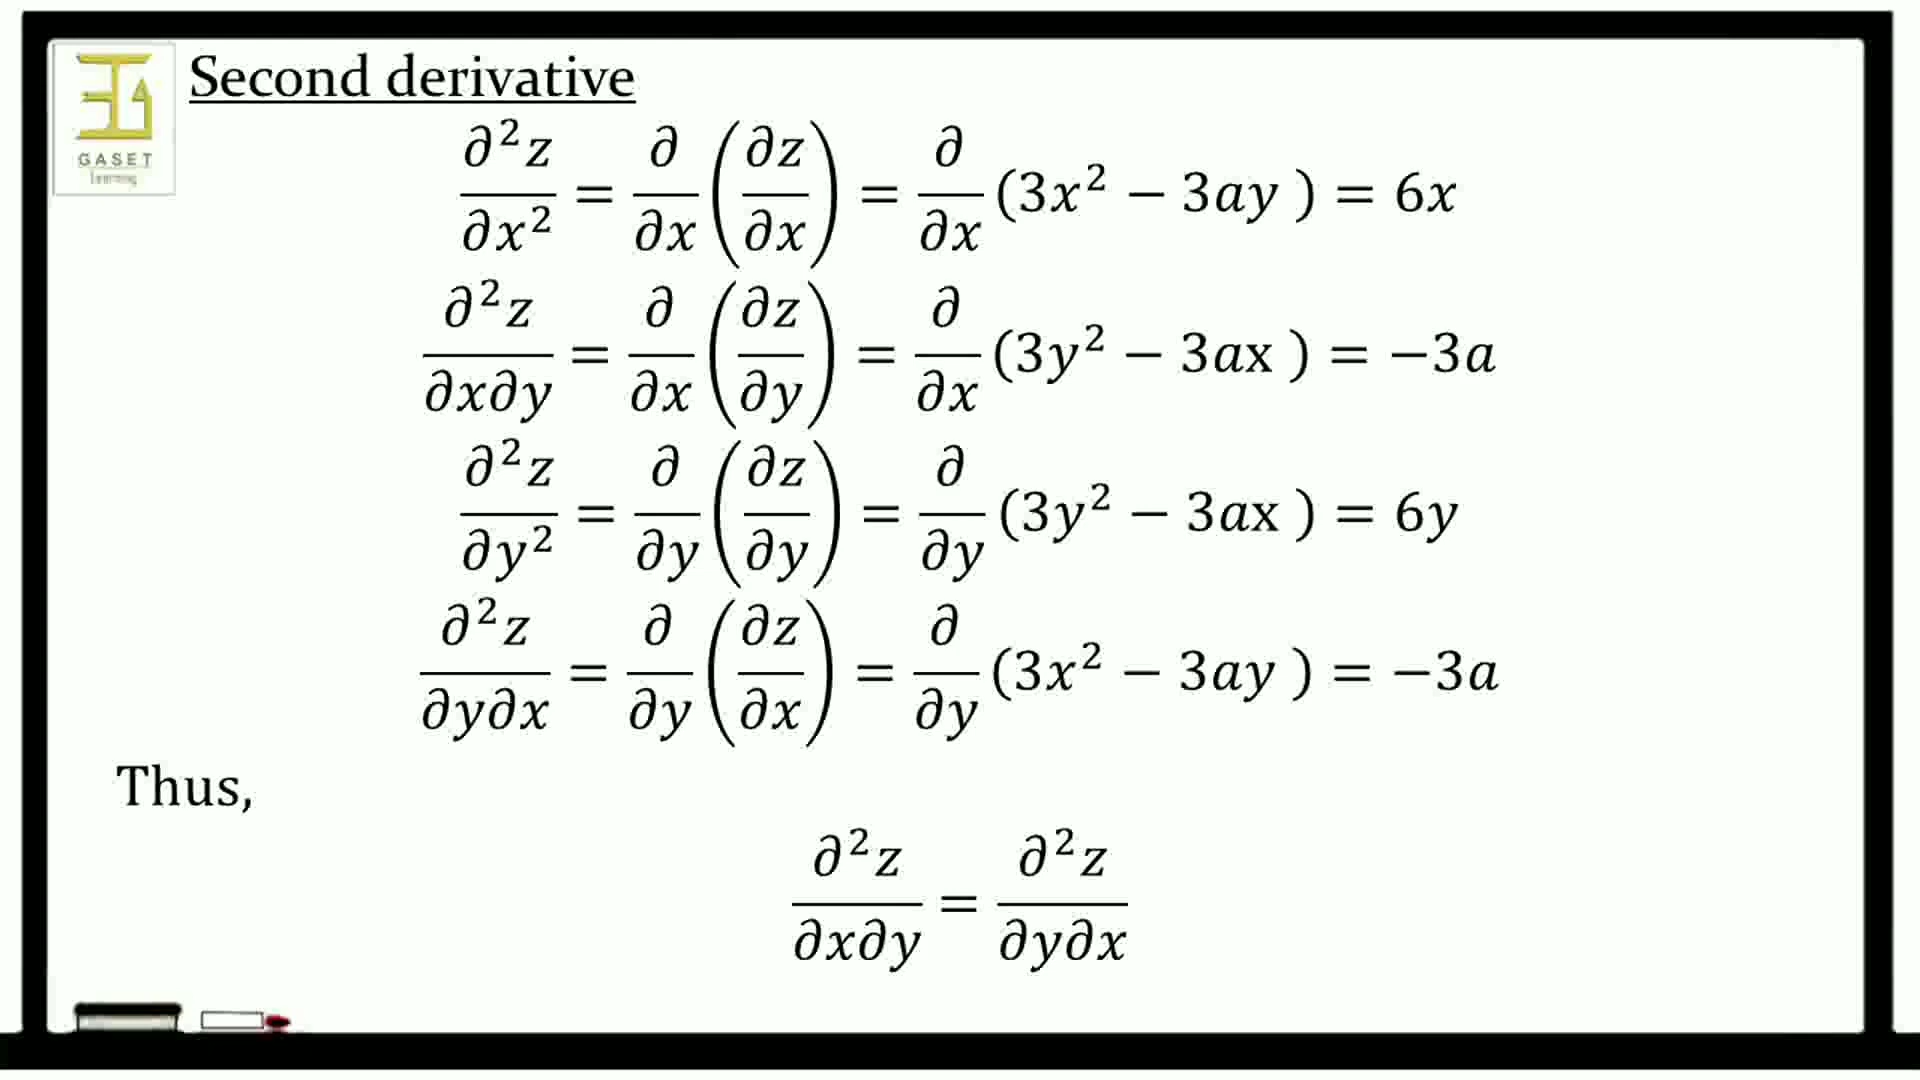 GASET
Learning
Second derivative
∂²z/∂x² = ∂/∂x (∂z/∂x) = ∂/∂x (3x² − 3ay ) = 6x
∂²z/∂x∂y = ∂/∂x (∂z/∂y) = ∂/∂x (3y² − 3ax ) = −3a
∂²z/∂y² = ∂/∂y (∂z/∂y) = ∂/∂y (3y² − 3ax ) = 6y
∂²z/∂y∂x = ∂/∂y (∂z/∂x) = ∂/∂y (3x² − 3ay ) = −3a
Thus,
∂²z/∂x∂y = ∂²z/∂y∂x